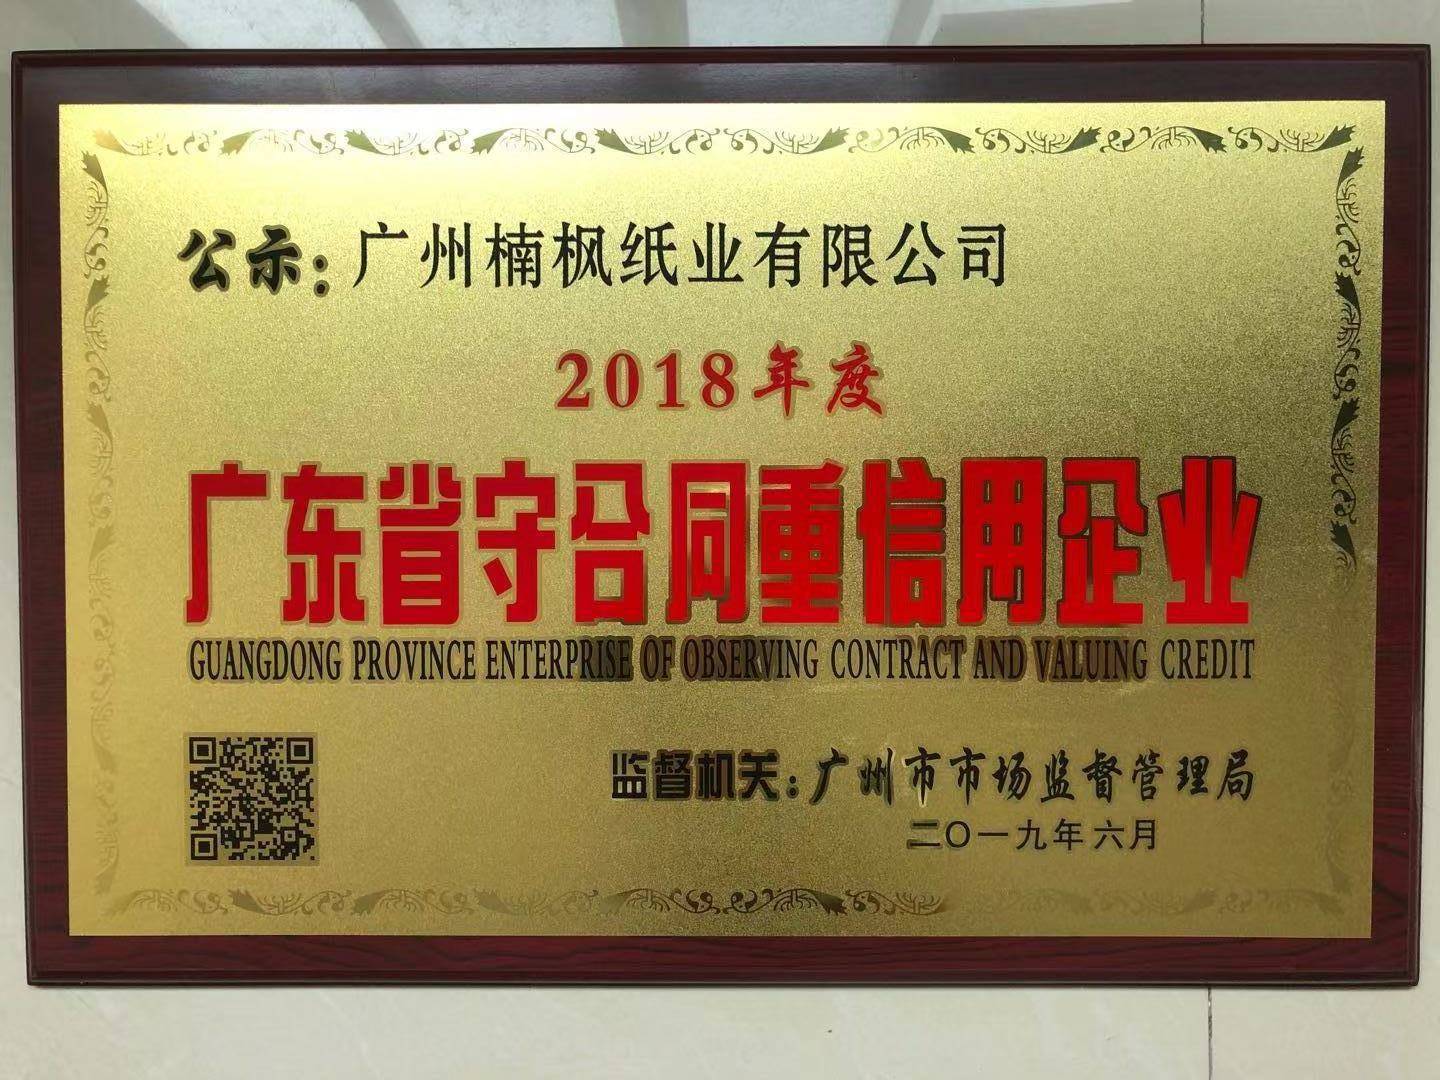 公示：广州楠枫纸业有限公司
2018年度
广东省守合同重信用企业
GUANGDONG PROVINCE ENTERPRISE OF OBSERVING CONTRACT AND VALUING CREDIT
监督机关：广州市市场监督管理局
二〇一九年六月